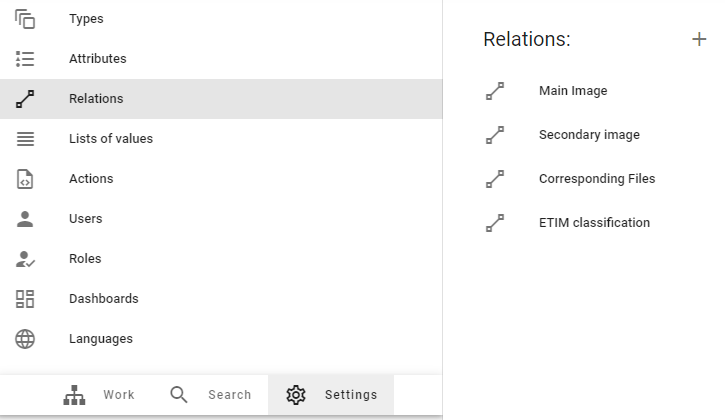 Types
Attributes
Relations
Lists of values
Actions
Users
Roles
Dashboards
Languages
Work
Search
Settings
Relations:
Main Image
Secondary image
Corresponding Files
ETIM classification